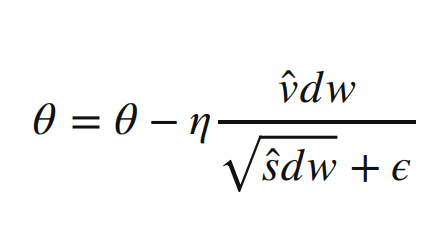 θ = θ − η v̂dw / (√(ŝdw) + ϵ)